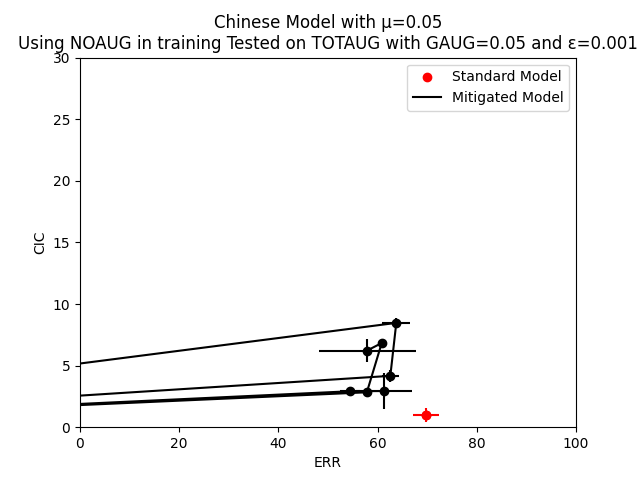 Chinese Model with μ=0.05
Using NOAUG in training Tested on TOTAUG with GAUG=0.05 and ε=0.001
Standard Model
Mitigated Model
30
25
20
15
10
5
0
CIC
0 20 40 60 80 100
ERR